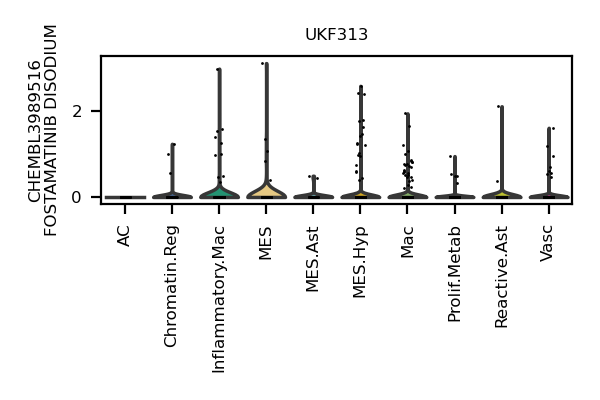 UKF313
CHEMBL3989516
FOSTAMATINIB DISODIUM
2
0
AC
Chromatin.Reg
Inflammatory.Mac
MES
MES.Ast
MES.Hyp
Mac
Prolif.Metab
Reactive.Ast
Vasc